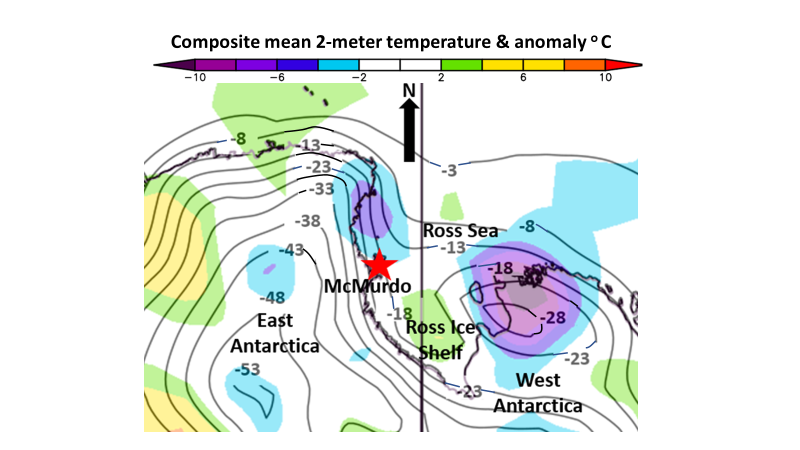 Composite mean 2-meter temperature & anomaly ° C
−10 −6 −2 2 6 10
N
-8
-13
-3
-23
-33
-38
Ross Sea
-8
-13
-43
-18
McMurdo
-48
-18
-28
East
Antarctica
Ross Ice
Shelf
-23
-53
-23
West
Antarctica